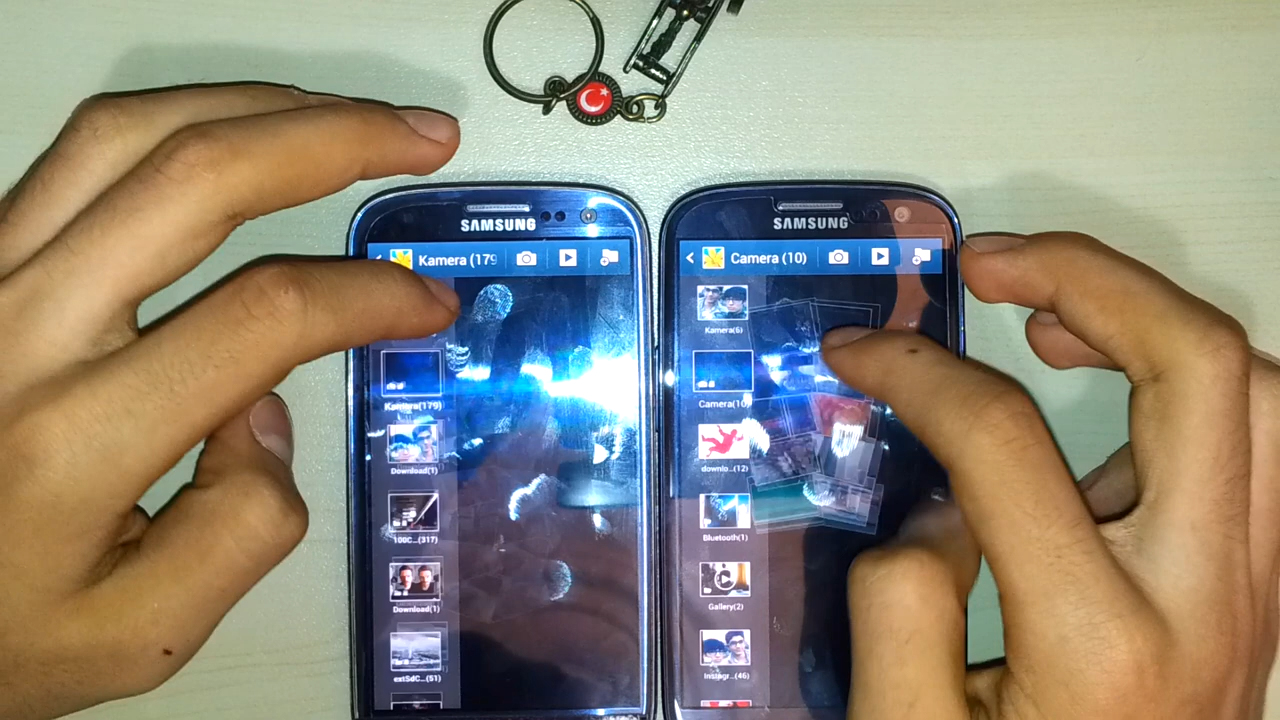 SAMSUNG
Kamera (179
Kamera(179)
Download(1)
100C...(317)
Download(1)
extSdC...(51)
SAMSUNG
Camera (10)
Kamera(6)
Camera(10)
downlo...(12)
Bluetooth(1)
Gallery(2)
Instagr...(46)